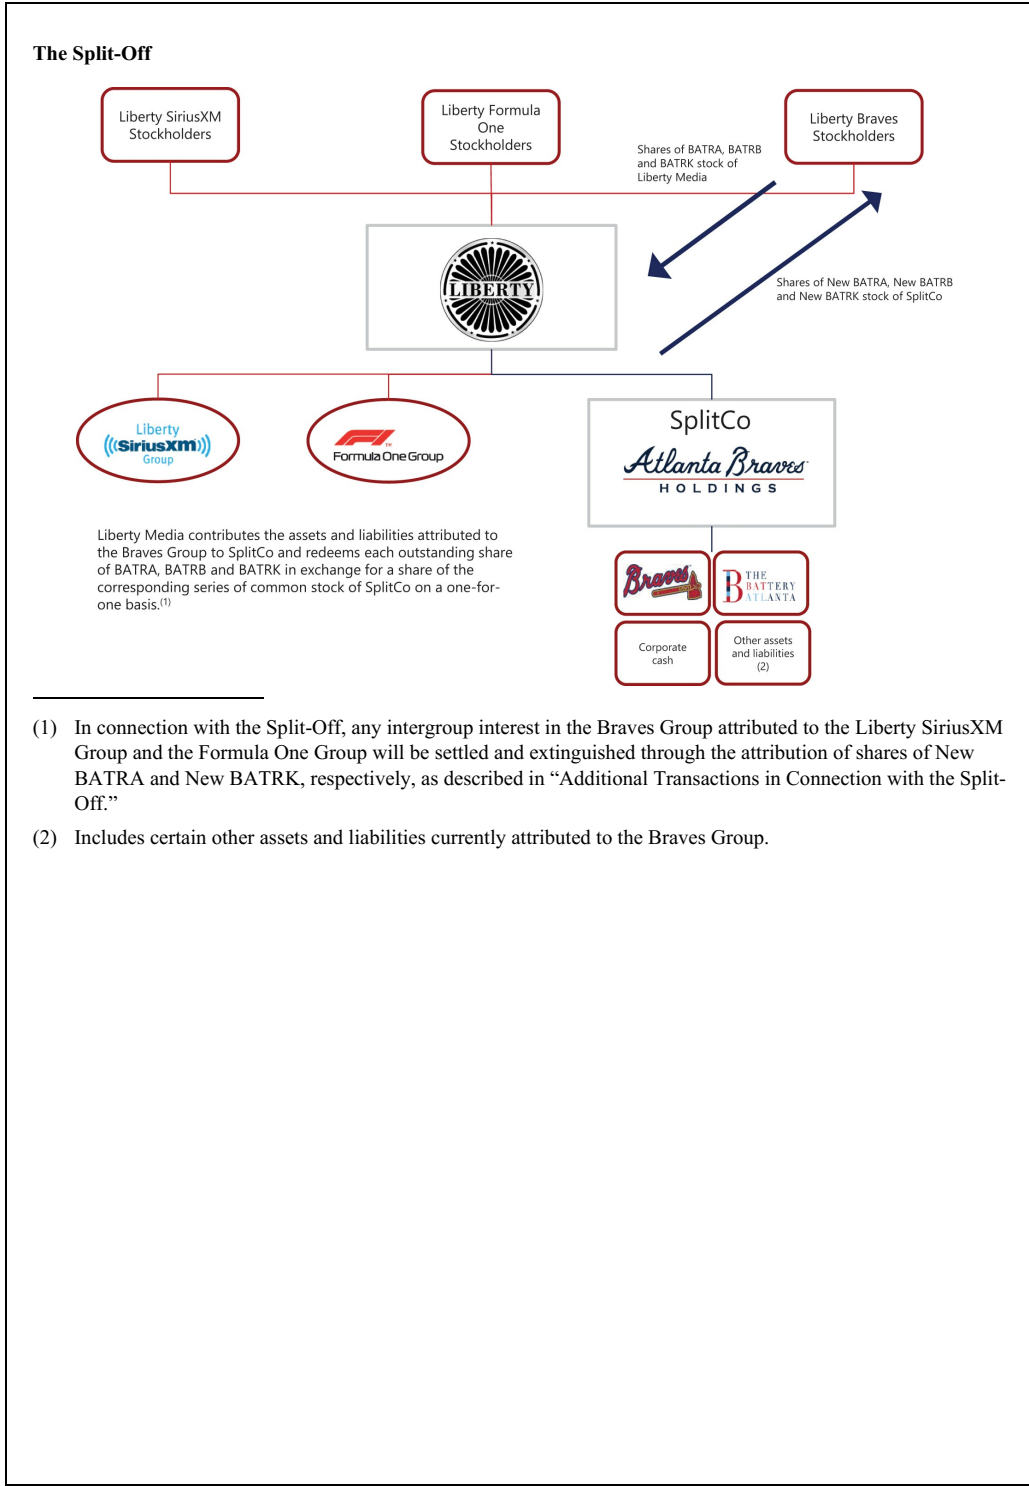 The Split-Off
Liberty SiriusXM
Stockholders
Liberty Formula
One
Stockholders
Liberty Braves
Stockholders
Shares of BATRA, BATRB
and BATRK stock of
Liberty Media
LIBERTY
Shares of New BATRA, New BATRB
and New BATRK stock of SplitCo
Liberty
((SiriusXM))
Group
F1™
Formula One Group
SplitCo
Atlanta Braves
HOLDINGS
Liberty Media contributes the assets and liabilities attributed to
the Braves Group to SplitCo and redeems each outstanding share
of BATRA, BATRB and BATRK in exchange for a share of the
corresponding series of common stock of SplitCo on a one-for-
one basis.(1)
Braves
B THE
BATTERY
ATLANTA
Corporate
cash
Other assets
and liabilities
(2)
(1) In connection with the Split-Off, any intergroup interest in the Braves Group attributed to the Liberty SiriusXM
Group and the Formula One Group will be settled and extinguished through the attribution of shares of New
BATRA and New BATRK, respectively, as described in “Additional Transactions in Connection with the Split-
Off.”
(2) Includes certain other assets and liabilities currently attributed to the Braves Group.